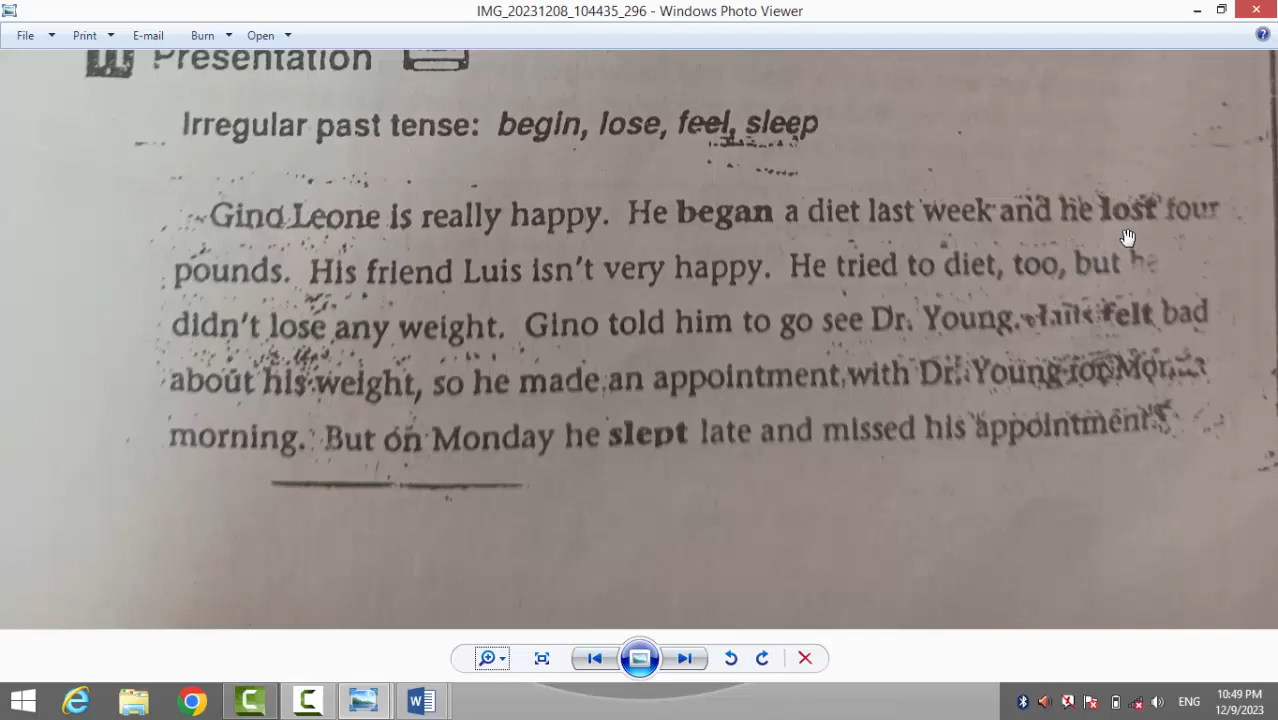 IMG_20231208_104435_296 - Windows Photo Viewer
File Print E-mail Burn Open
Presentation
Irregular past tense: begin, lose, feel, sleep
Gino Leone is really happy. He began a diet last week and he lost four
pounds. His friend Luis isn't very happy. He tried to diet, too, but he
didn't lose any weight. Gino told him to go see Dr. Young. felt bad
about his weight, so he made an appointment with Dr. Young for
morning. But on Monday he slept late and missed his appointment.
ENG
10:49 PM
12/9/2023